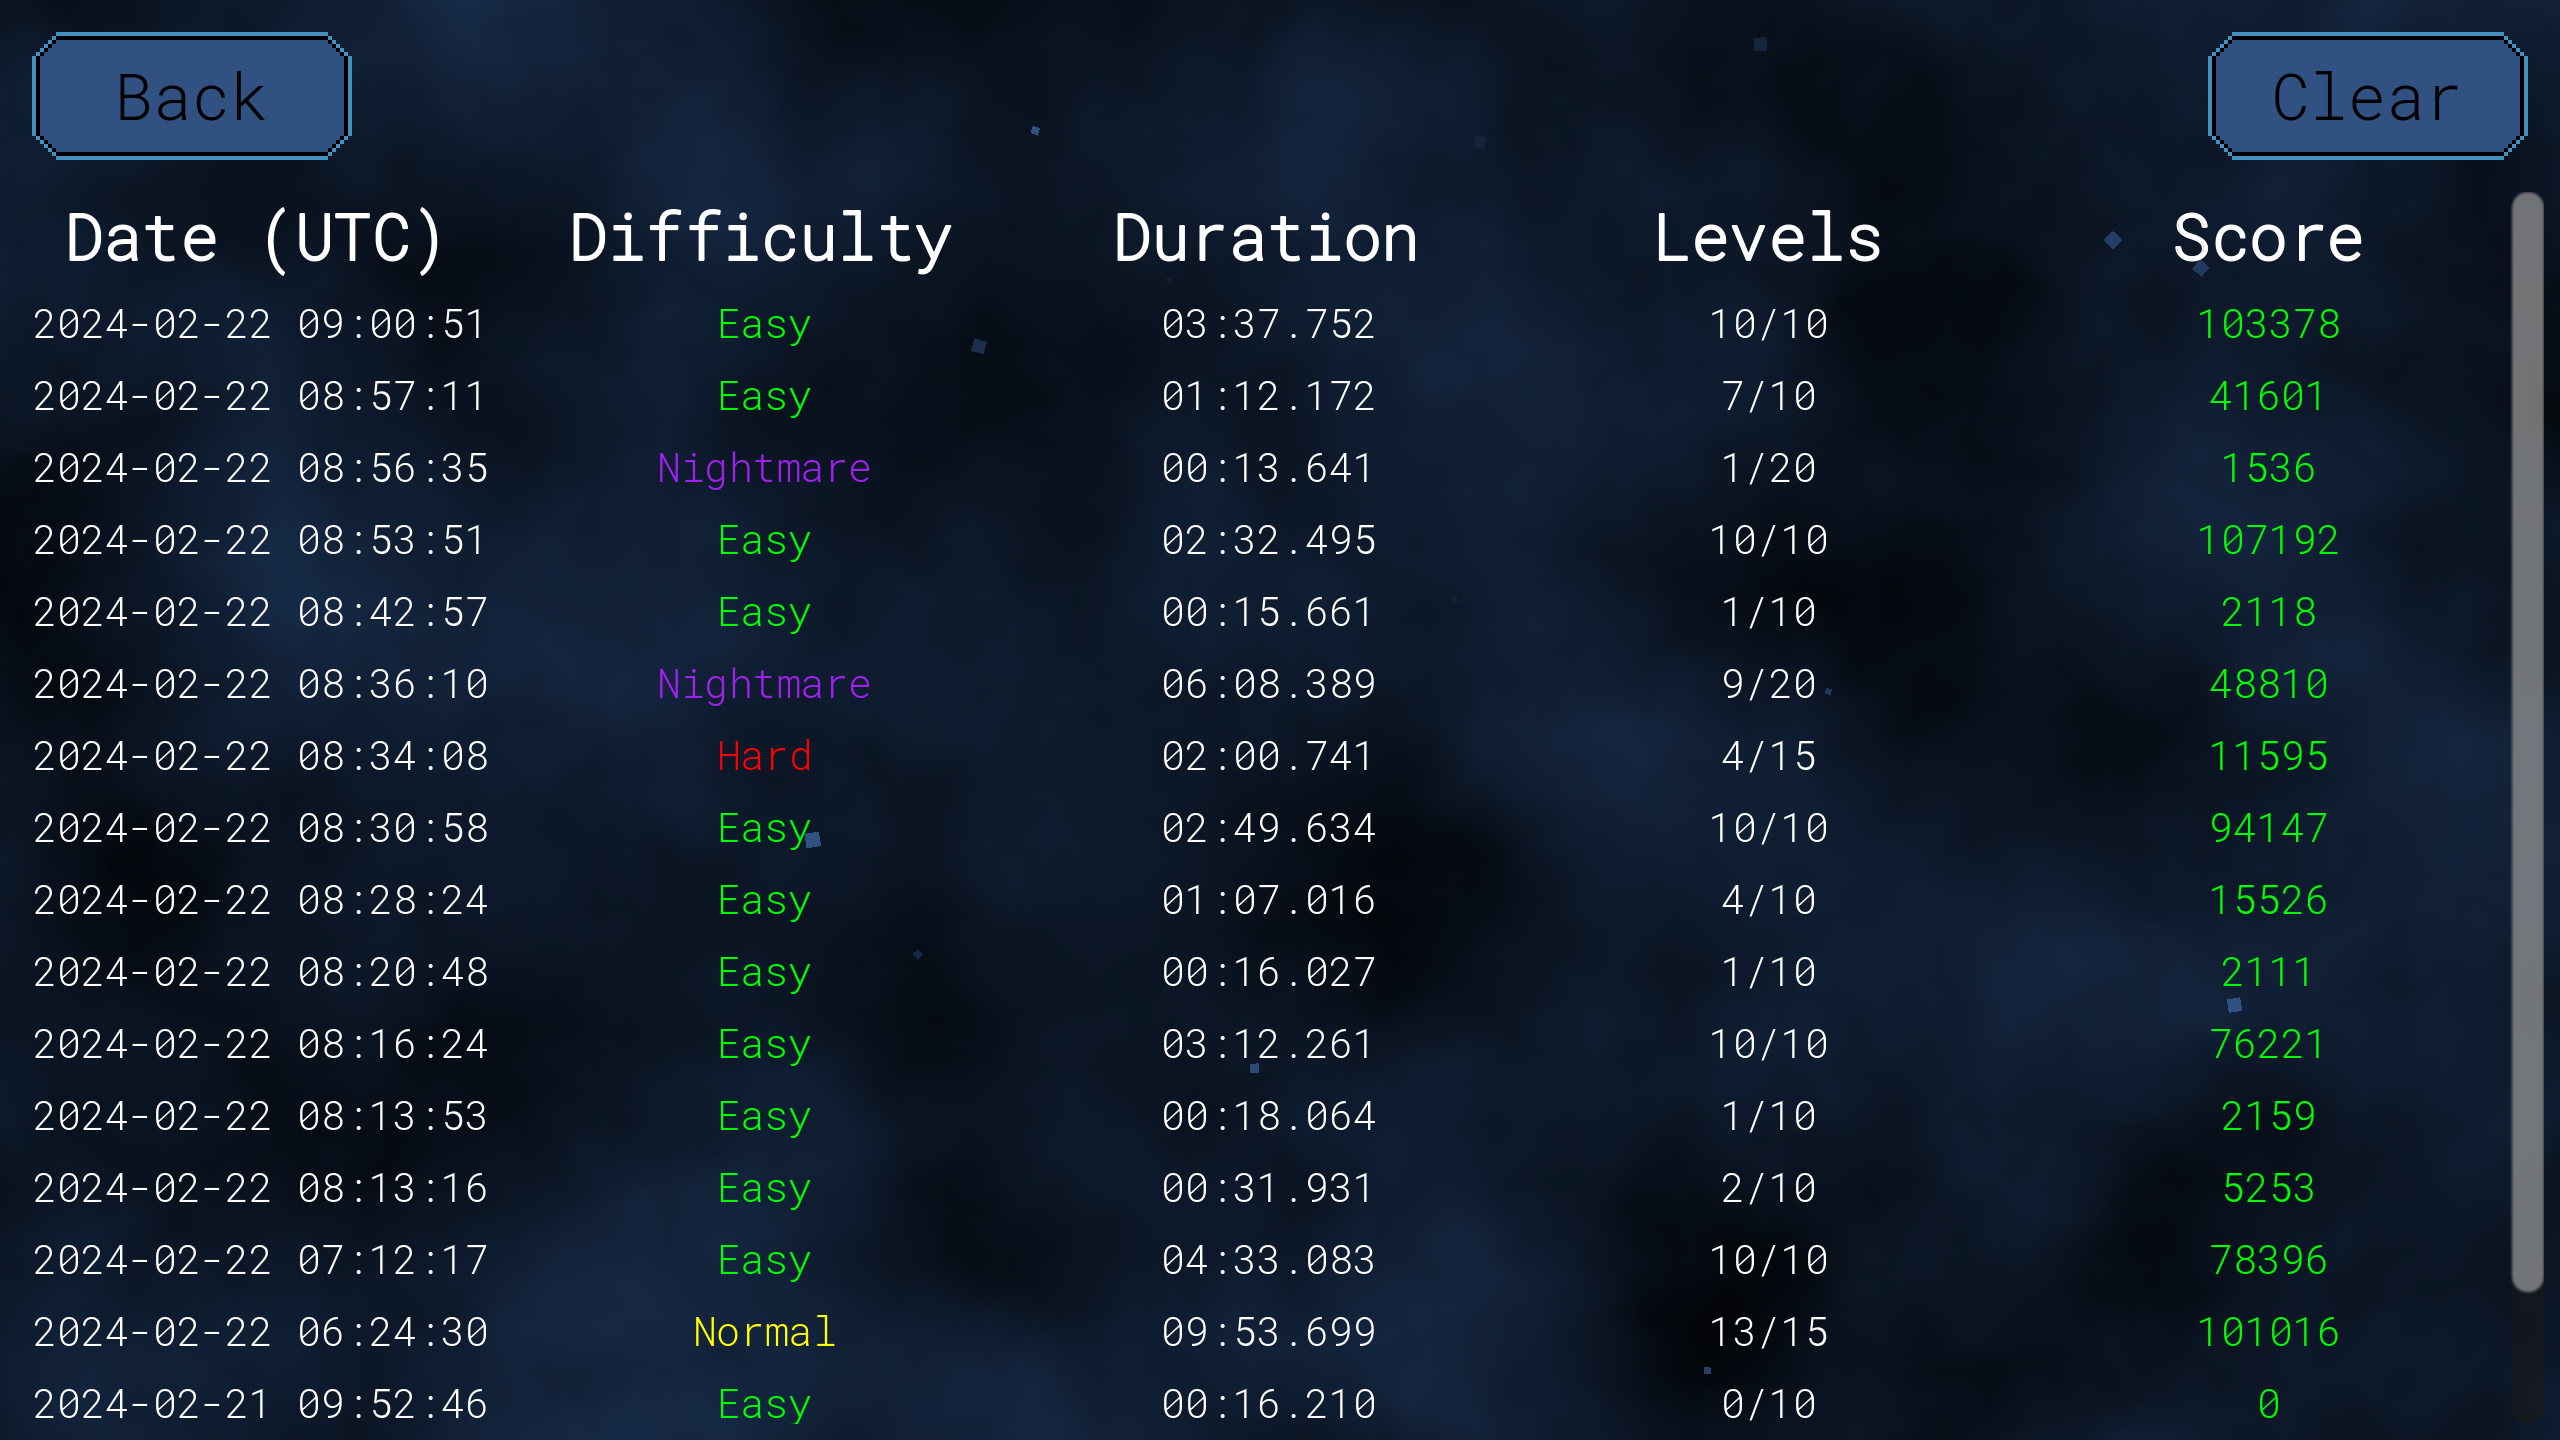 Back Clear
Date (UTC) Difficulty Duration Levels Score
2024-02-22 09:00:51 Easy 03:37.752 10/10 103378
2024-02-22 08:57:11 Easy 01:12.172 7/10 41601
2024-02-22 08:56:35 Nightmare 00:13.641 1/20 1536
2024-02-22 08:53:51 Easy 02:32.495 10/10 107192
2024-02-22 08:42:57 Easy 00:15.661 1/10 2118
2024-02-22 08:36:10 Nightmare 06:08.389 9/20 48810
2024-02-22 08:34:08 Hard 02:00.741 4/15 11595
2024-02-22 08:30:58 Easy 02:49.634 10/10 94147
2024-02-22 08:28:24 Easy 01:07.016 4/10 15526
2024-02-22 08:20:48 Easy 00:16.027 1/10 2111
2024-02-22 08:16:24 Easy 03:12.261 10/10 76221
2024-02-22 08:13:53 Easy 00:18.064 1/10 2159
2024-02-22 08:13:16 Easy 00:31.931 2/10 5253
2024-02-22 07:12:17 Easy 04:33.083 10/10 78396
2024-02-22 06:24:30 Normal 09:53.699 13/15 101016
2024-02-21 09:52:46 Easy 00:16.210 0/10 0